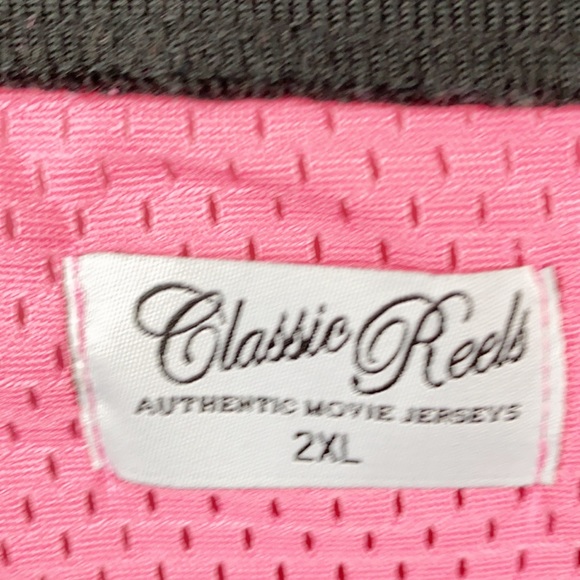 Classic Reels
AUTHENTIC MOVIE JERSEYS
2XL